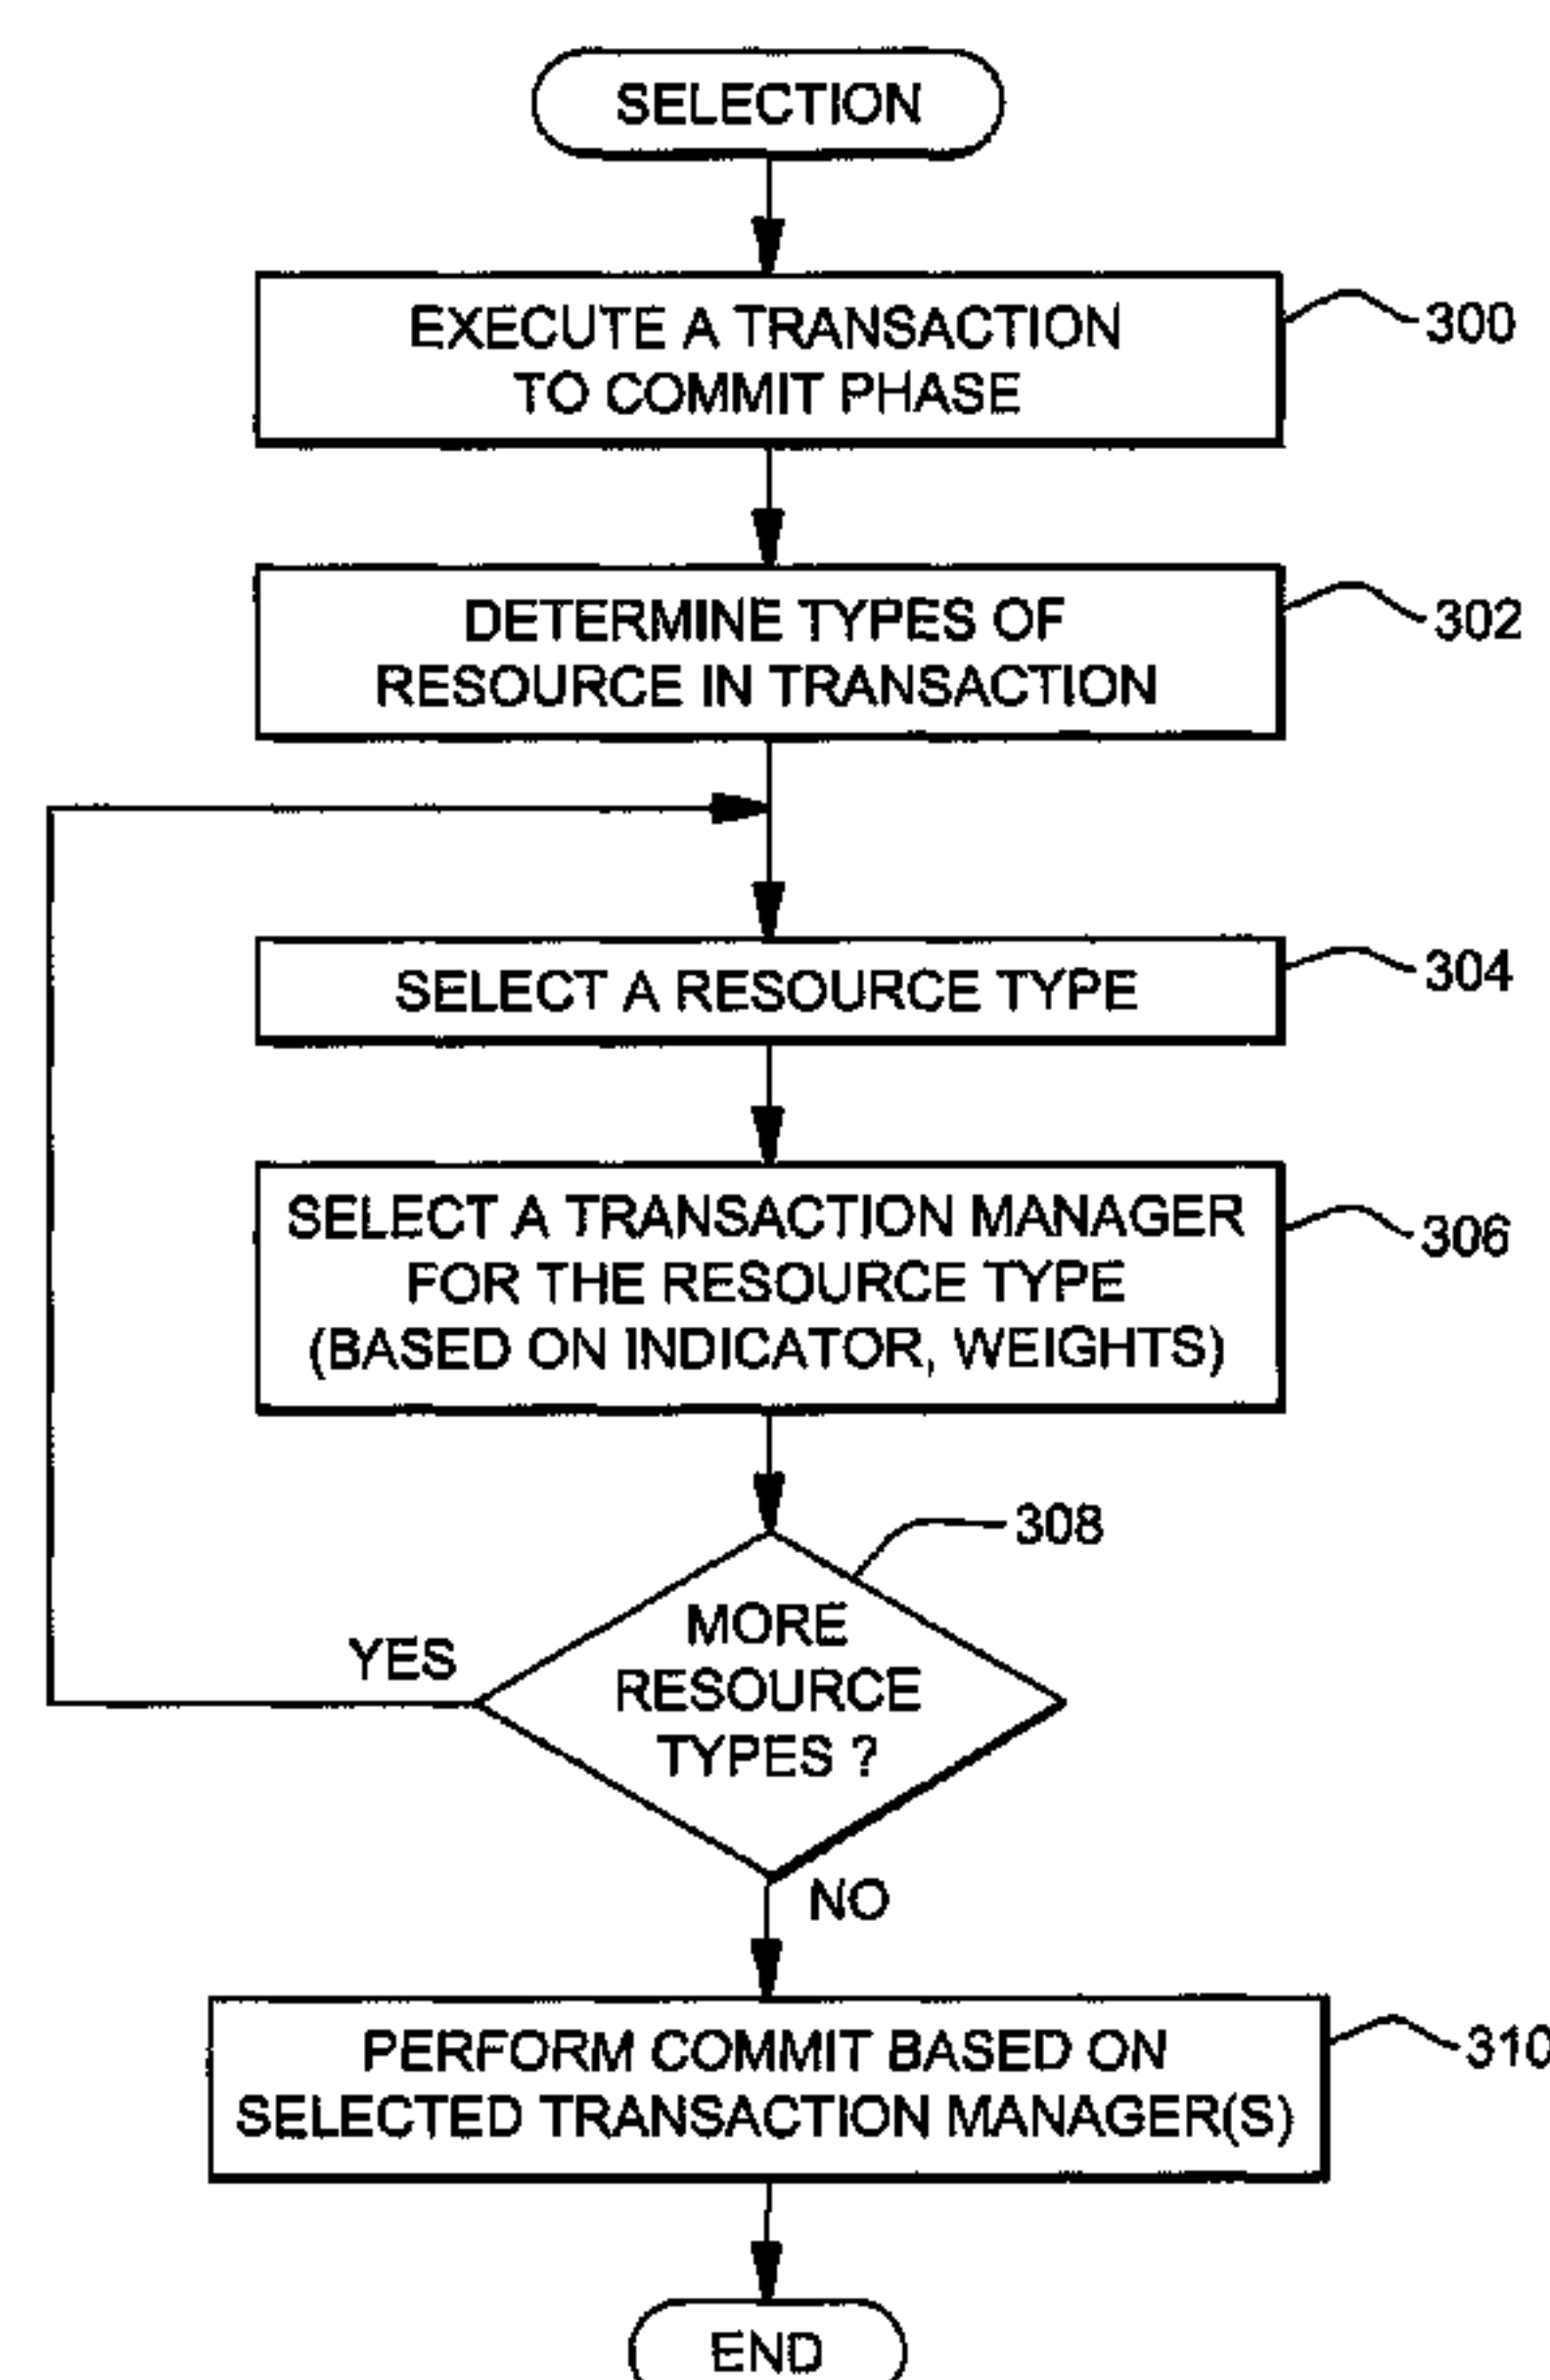 SELECTION
EXECUTE A TRANSACTION
TO COMMIT PHASE
300
DETERMINE TYPES OF
RESOURCE IN TRANSACTION
302
SELECT A RESOURCE TYPE
304
SELECT A TRANSACTION MANAGER
FOR THE RESOURCE TYPE
(BASED ON INDICATOR, WEIGHTS)
306
308
MORE
RESOURCE
TYPES ?
YES
NO
PERFORM COMMIT BASED ON
SELECTED TRANSACTION MANAGER(S)
310
END